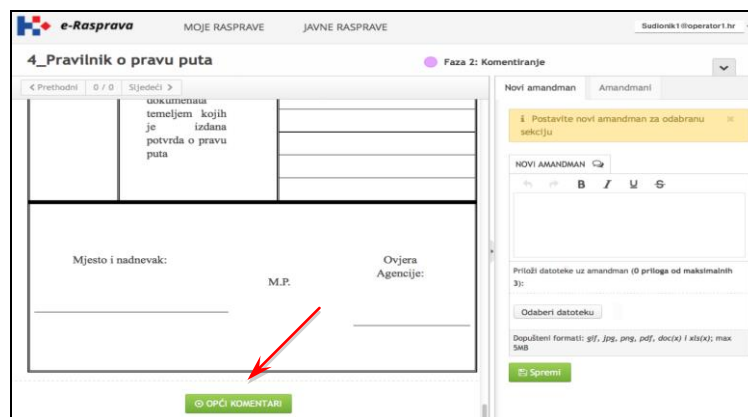 e-Rasprava
MOJE RASPRAVE
JAVNE RASPRAVE
Sudionik1@operator1.hr
4_Pravilnik o pravu puta
Faza 2: Komentiranje
< Prethodni 0 / 0 Sljedeći >
dokumenata
temeljem kojih
je izdana
potvrda o pravu
puta
Mjesto i nadnevak:
M.P.
Ovjera
Agencije:
OPĆI KOMENTARI
Novi amandman
Amandmani
Postavite novi amandman za odabranu
sekciju
NOVI AMANDMAN
B I U S
Priloži datoteke uz amandman (0 priloga od maksimalnih
3):
Odaberi datoteku
Dopušteni formati: gif, jpg, png, pdf, doc(x) i xls(x); max
5MB
Spremi